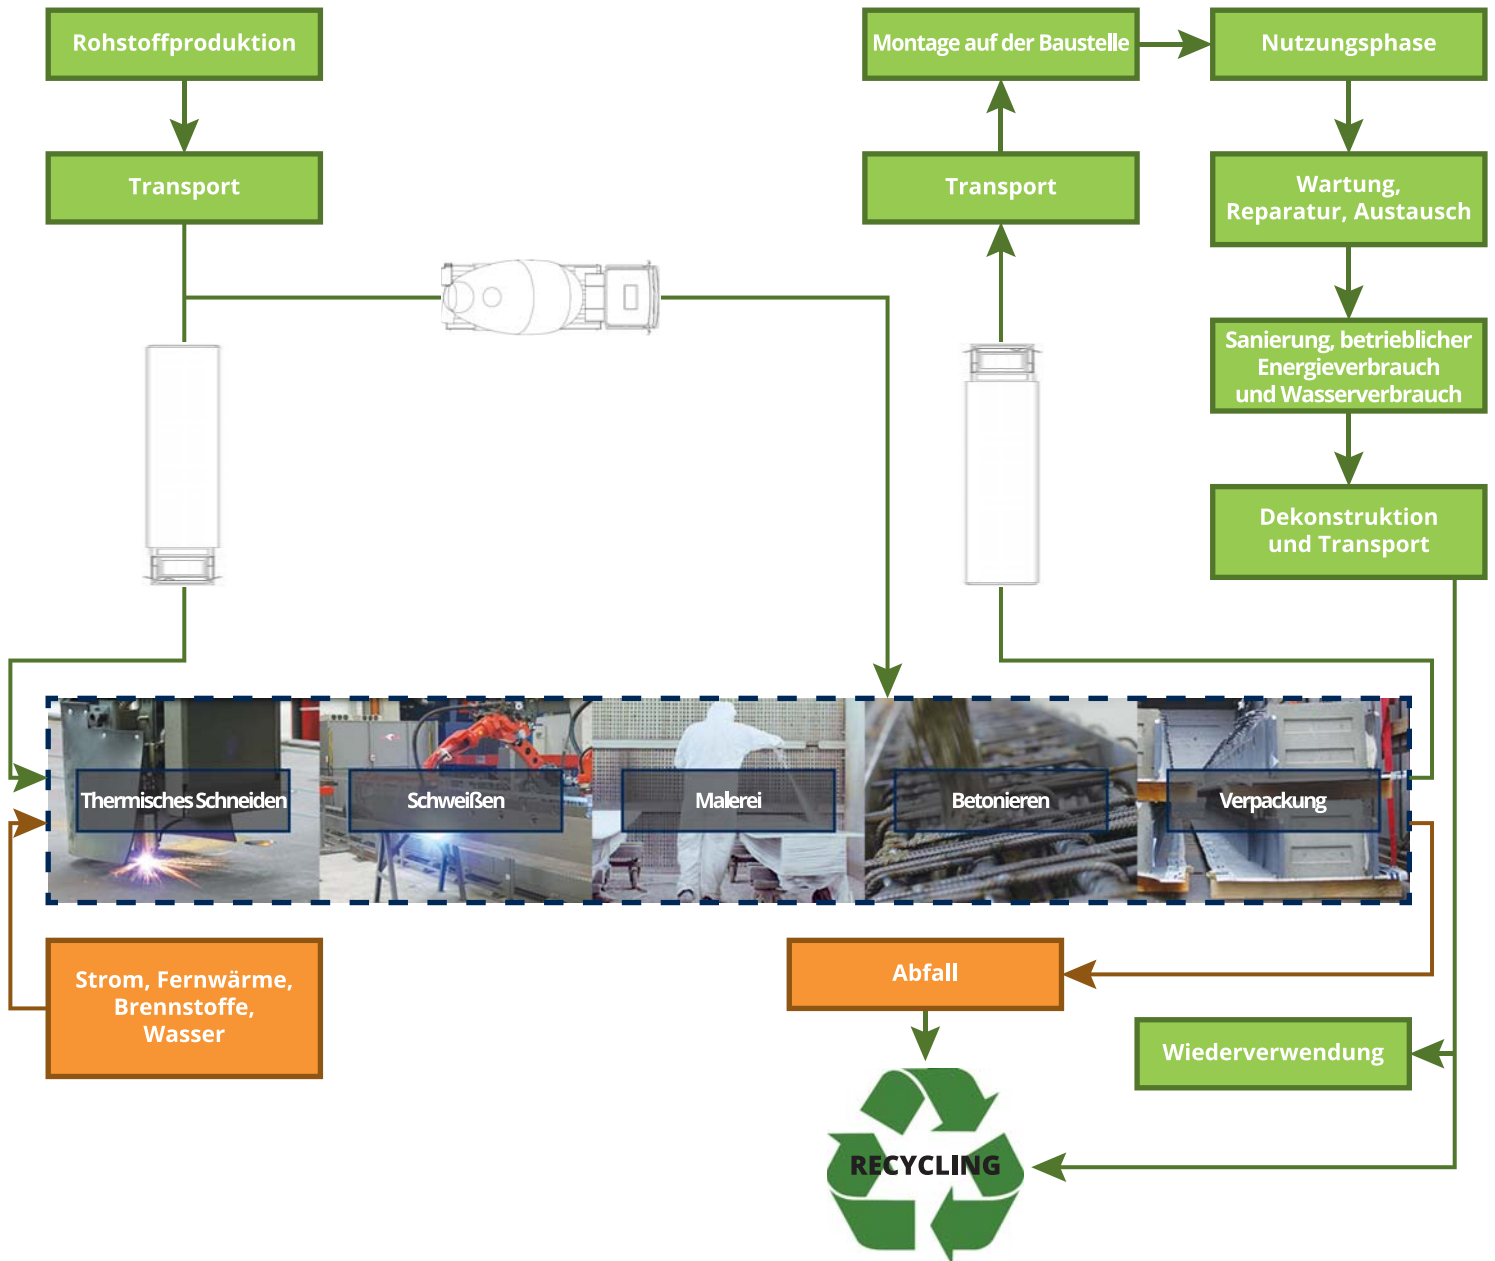 Rohstoffproduktion
Transport
Montage auf der Baustelle
Transport
Nutzungsphase
Wartung,
Reparatur, Austausch
Sanierung, betrieblicher
Energieverbrauch
und Wasserverbrauch
Dekonstruktion
und Transport
Thermisches Schneiden
Schweißen
Malerei
Betonieren
Verpackung
Strom, Fernwärme,
Brennstoffe,
Wasser
Abfall
Wiederverwendung
RECYCLING